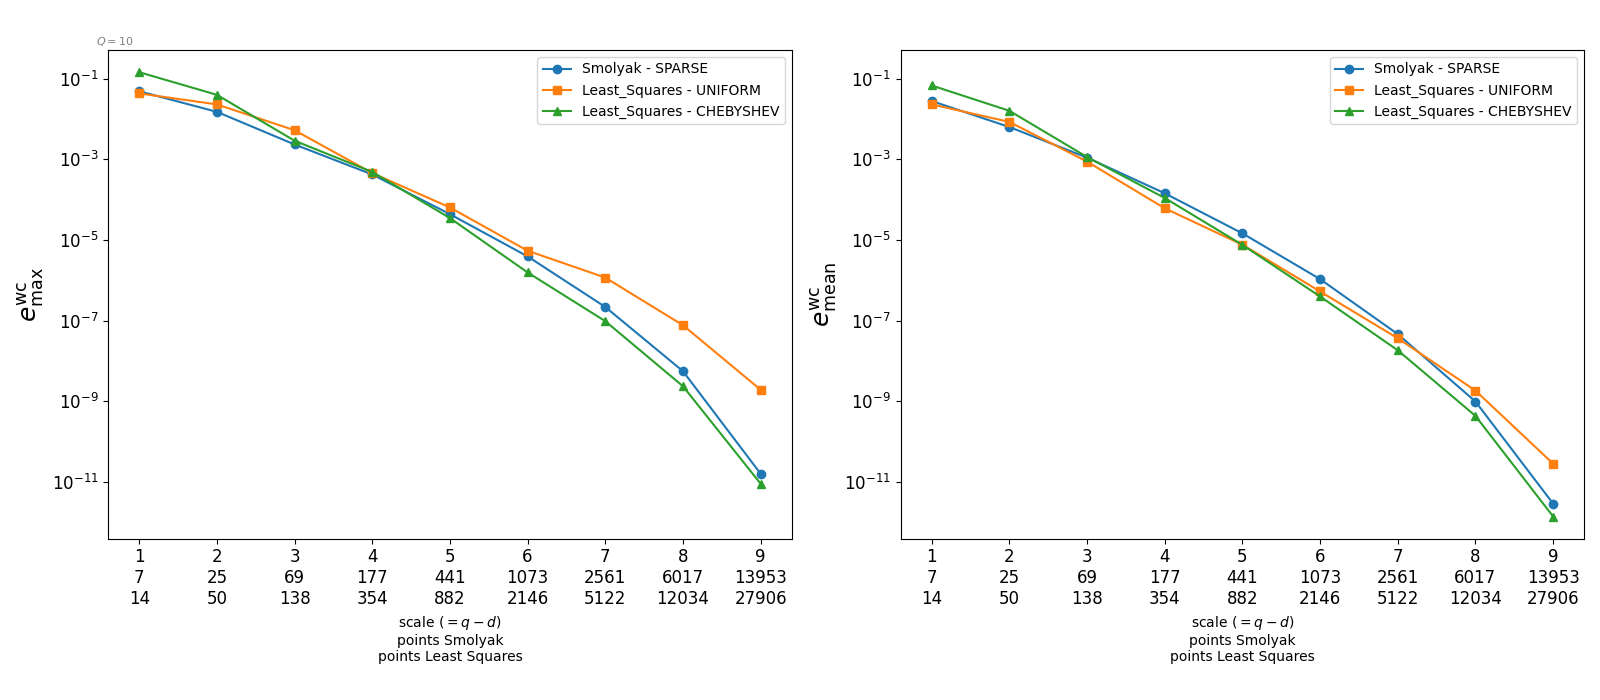 Q = 10
Smolyak - SPARSE
Least_Squares - UNIFORM
Least_Squares - CHEBYSHEV
10⁻¹
10⁻³
10⁻⁵
10⁻⁷
10⁻⁹
10⁻¹¹
e^wc_max
1 2 3 4 5 6 7 8 9
7 25 69 177 441 1073 2561 6017 13953
14 50 138 354 882 2146 5122 12034 27906
scale (= q − d)
points Smolyak
points Least Squares
Smolyak - SPARSE
Least_Squares - UNIFORM
Least_Squares - CHEBYSHEV
10⁻¹
10⁻³
10⁻⁵
10⁻⁷
10⁻⁹
10⁻¹¹
e^wc_mean
1 2 3 4 5 6 7 8 9
7 25 69 177 441 1073 2561 6017 13953
14 50 138 354 882 2146 5122 12034 27906
scale (= q − d)
points Smolyak
points Least Squares